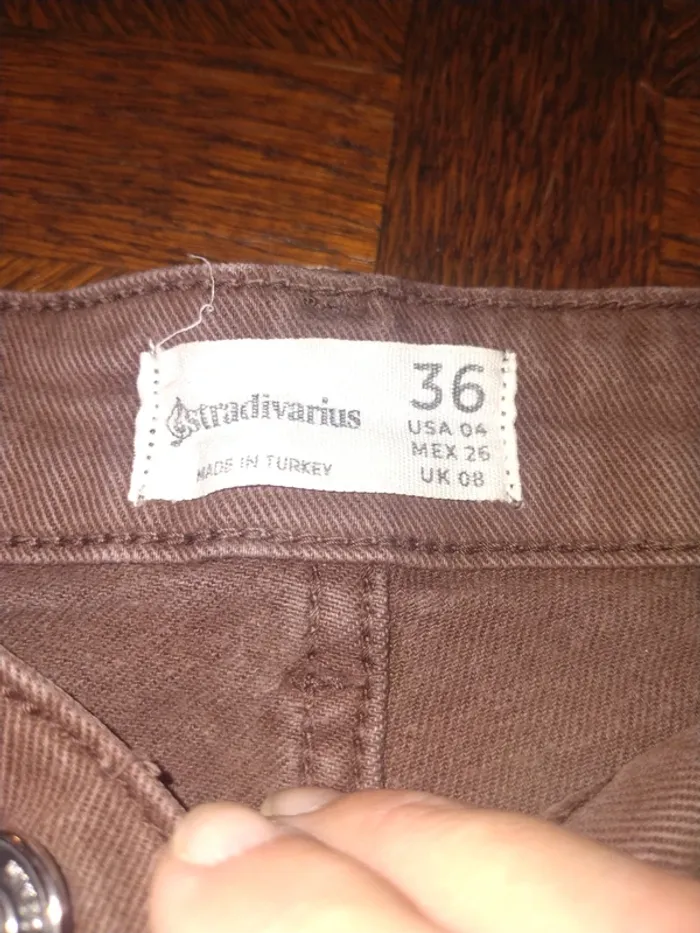 stradivarius
MADE IN TURKEY
36
USA 04
MEX 26
UK 08